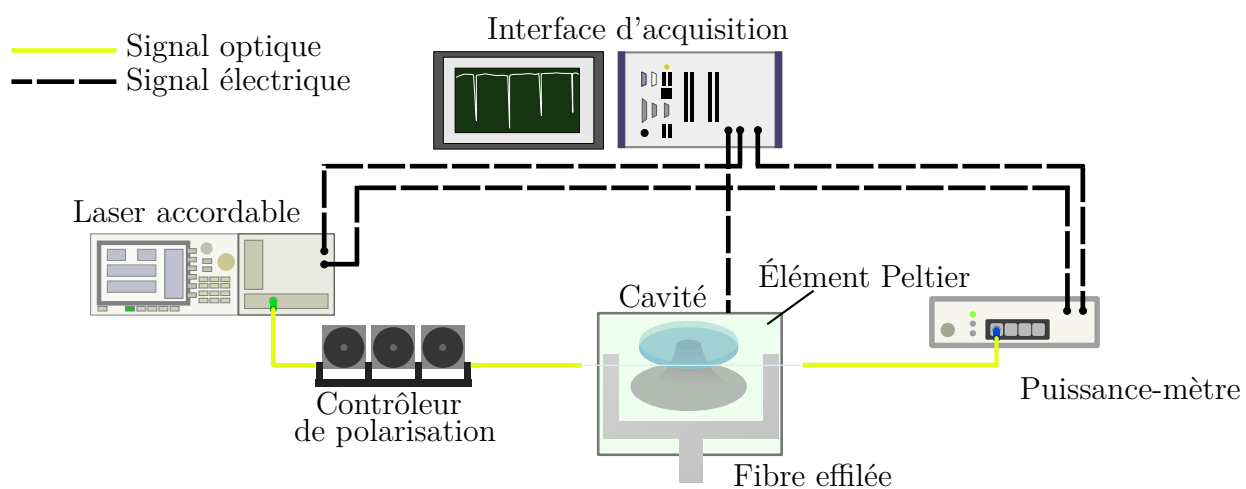 Interface d'acquisition
Signal optique
Signal électrique
Laser accordable
Élément Peltier
Cavité
Puissance-mètre
Contrôleur
de polarisation
Fibre effilée